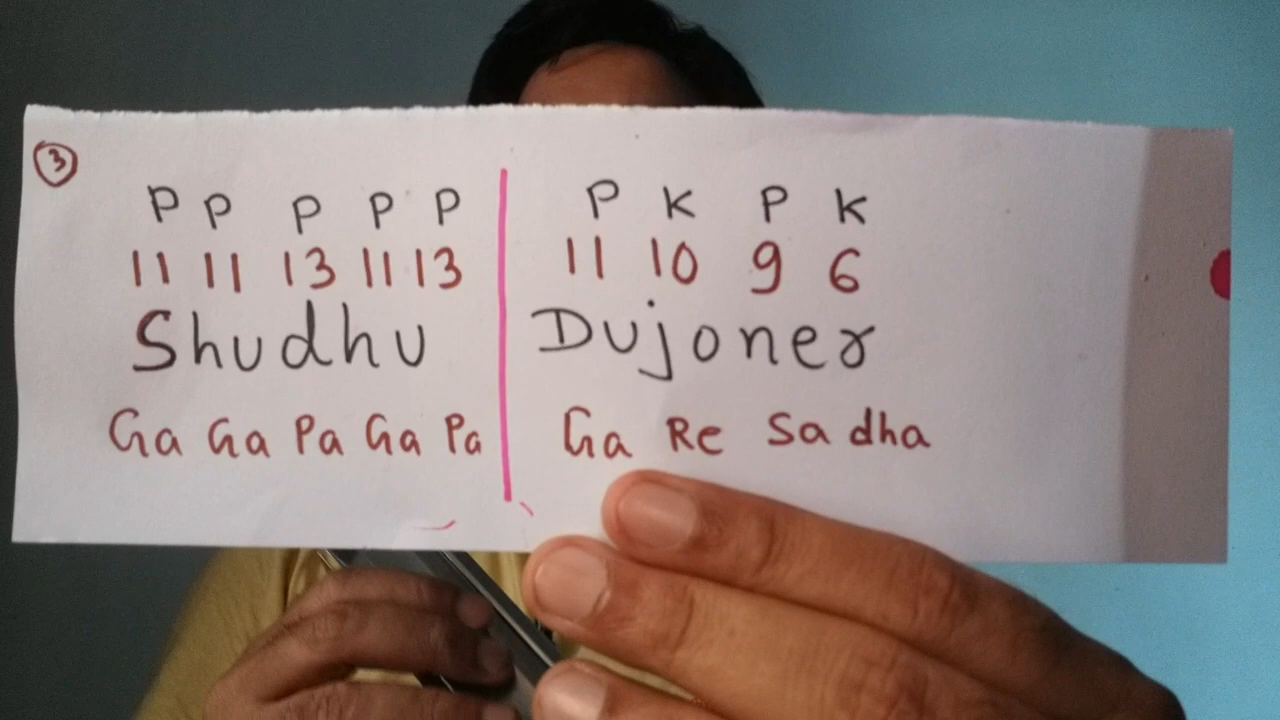 3
P P P P P P K P K
11 11 13 11 13 11 10 9 6
Shudhu Dujoner
Ga Ga Pa Ga Pa Ga Re Sa dha